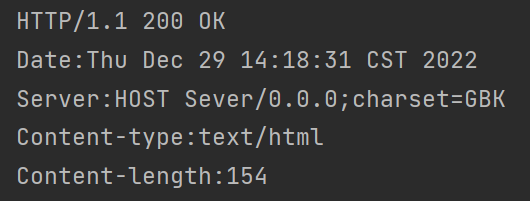 HTTP/1.1 200 OK
Date:Thu Dec 29 14:18:31 CST 2022
Server:HOST Sever/0.0.0;charset=GBK
Content-type:text/html
Content-length:154